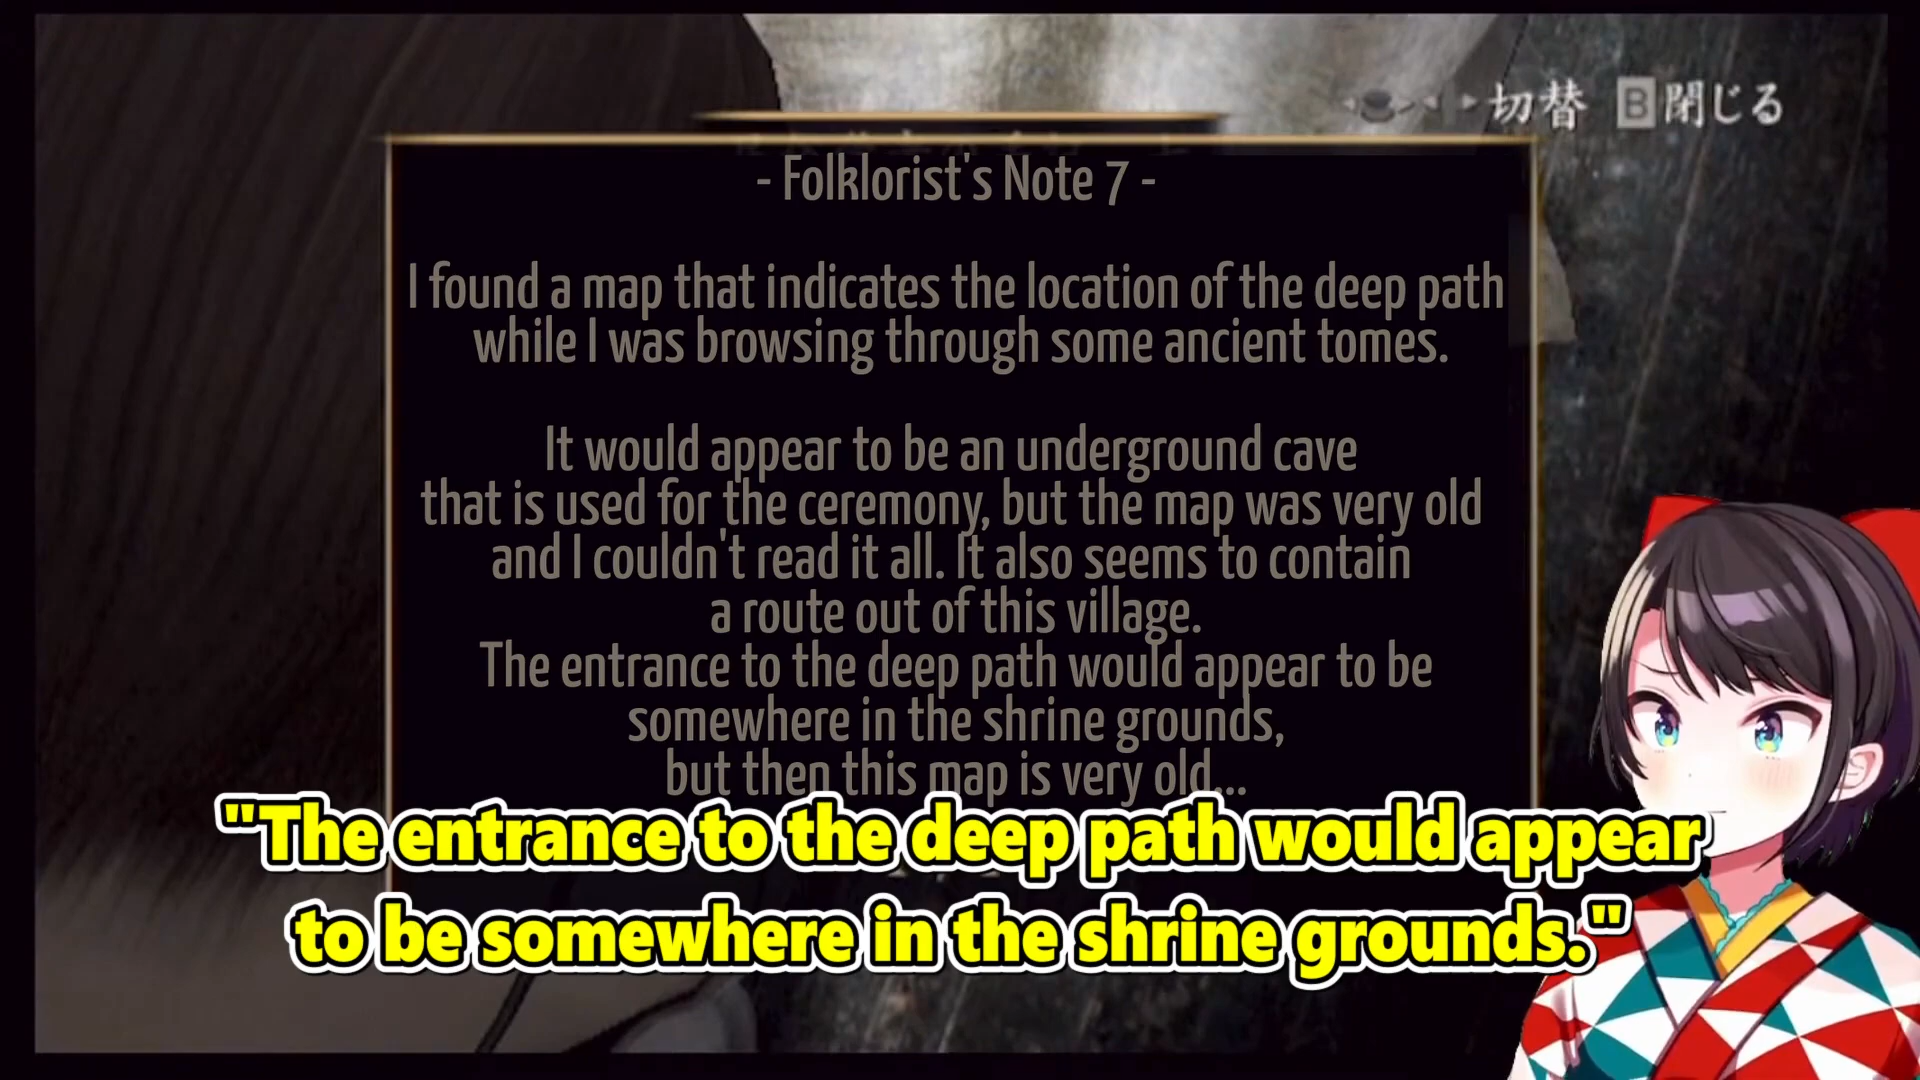 切替 B閉じる
- Folklorist's Note 7 -
I found a map that indicates the location of the deep path
while I was browsing through some ancient tomes.
It would appear to be an underground cave
that is used for the ceremony, but the map was very old
and I couldn't read it all. It also seems to contain
a route out of this village.
The entrance to the deep path would appear to be
somewhere in the shrine grounds,
but then this map is very old...
"The entrance to the deep path would appear
to be somewhere in the shrine grounds."